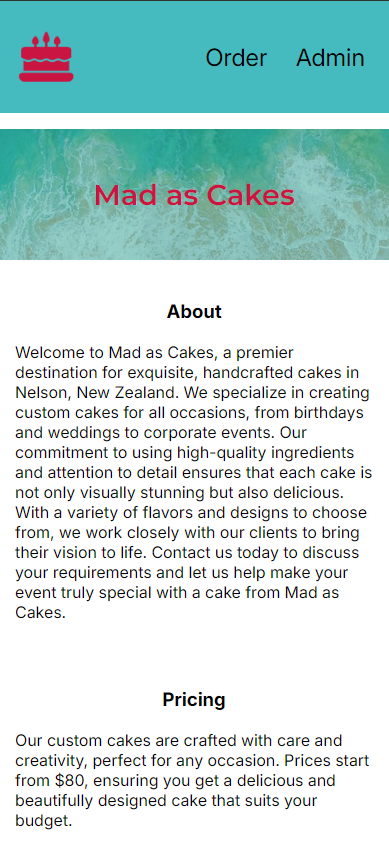 Order Admin
Mad as Cakes
About
Welcome to Mad as Cakes, a premier
destination for exquisite, handcrafted cakes in
Nelson, New Zealand. We specialize in creating
custom cakes for all occasions, from birthdays
and weddings to corporate events. Our
commitment to using high-quality ingredients
and attention to detail ensures that each cake is
not only visually stunning but also delicious.
With a variety of flavors and designs to choose
from, we work closely with our clients to bring
their vision to life. Contact us today to discuss
your requirements and let us help make your
event truly special with a cake from Mad as
Cakes.
Pricing
Our custom cakes are crafted with care and
creativity, perfect for any occasion. Prices start
from $80, ensuring you get a delicious and
beautifully designed cake that suits your
budget.